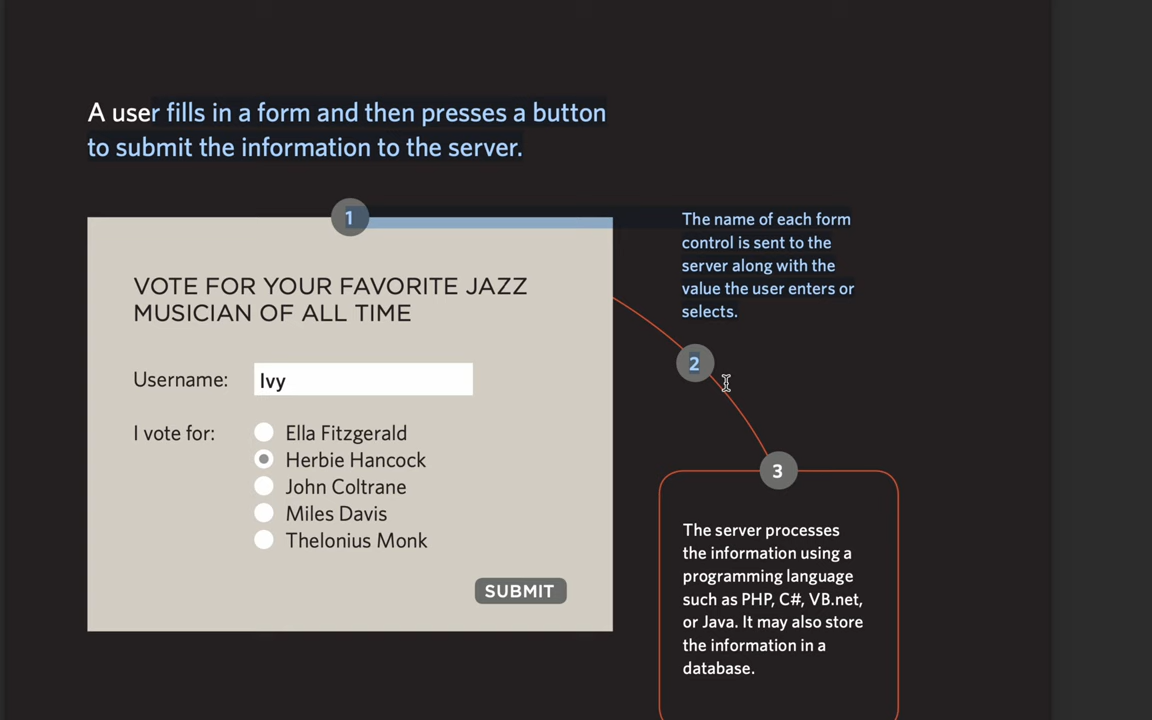 A user fills in a form and then presses a button
to submit the information to the server.
1
VOTE FOR YOUR FAVORITE JAZZ
MUSICIAN OF ALL TIME
Username: Ivy
I vote for: Ella Fitzgerald
Herbie Hancock
John Coltrane
Miles Davis
Thelonius Monk
SUBMIT
The name of each form
control is sent to the
server along with the
value the user enters or
selects.
2
3
The server processes
the information using a
programming language
such as PHP, C#, VB.net,
or Java. It may also store
the information in a
database.